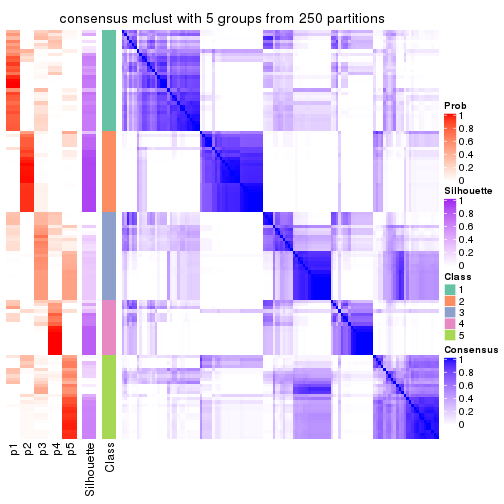 consensus mclust with 5 groups from 250 partitions
Prob
1
0.8
0.6
0.4
0.2
0
Silhouette
1
0.8
0.6
0.4
0.2
0
Class
1
2
3
4
5
Consensus
1
0.8
0.6
0.4
0.2
0
p1
p2
p3
p4
p5
Silhouette
Class